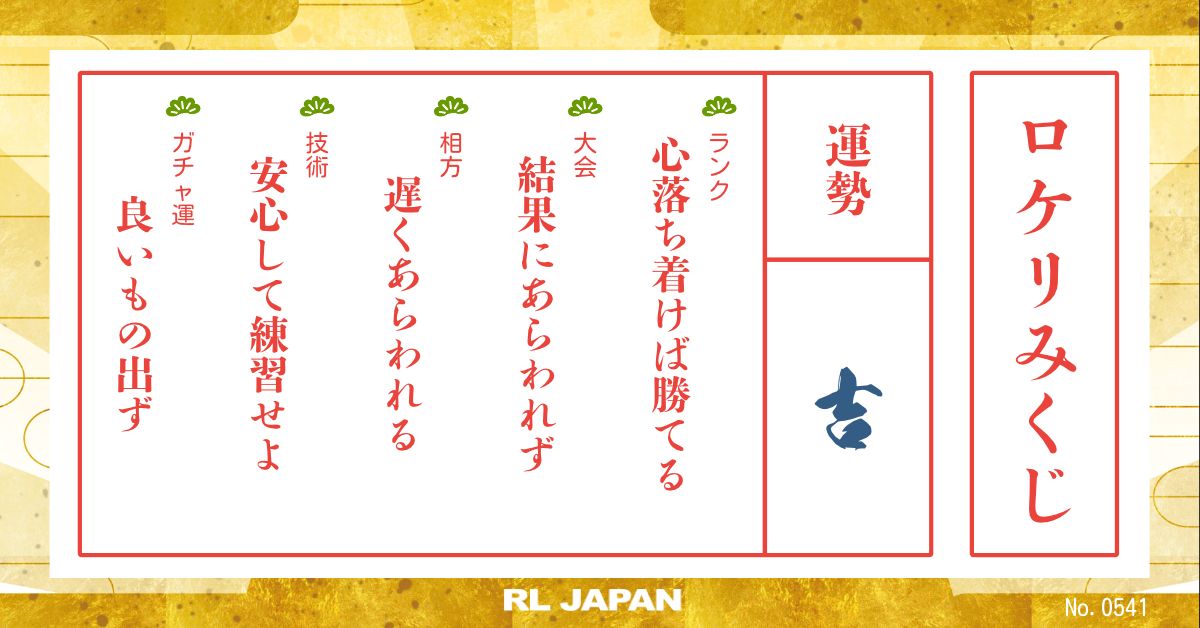 ロケリみくじ
運勢
吉
ランク
心落ち着けば勝てる
大会
結果にあらわれず
相方
遅くあらわれる
技術
安心して練習せよ
ガチャ運
良いもの出ず
RL JAPAN
No. 0541